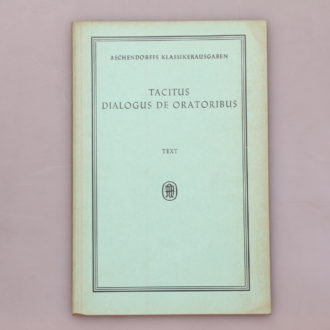 ASCHENDORFFS KLASSIKERAUSGABEN
TACITUS
DIALOGUS DE ORATORIBUS
TEXT